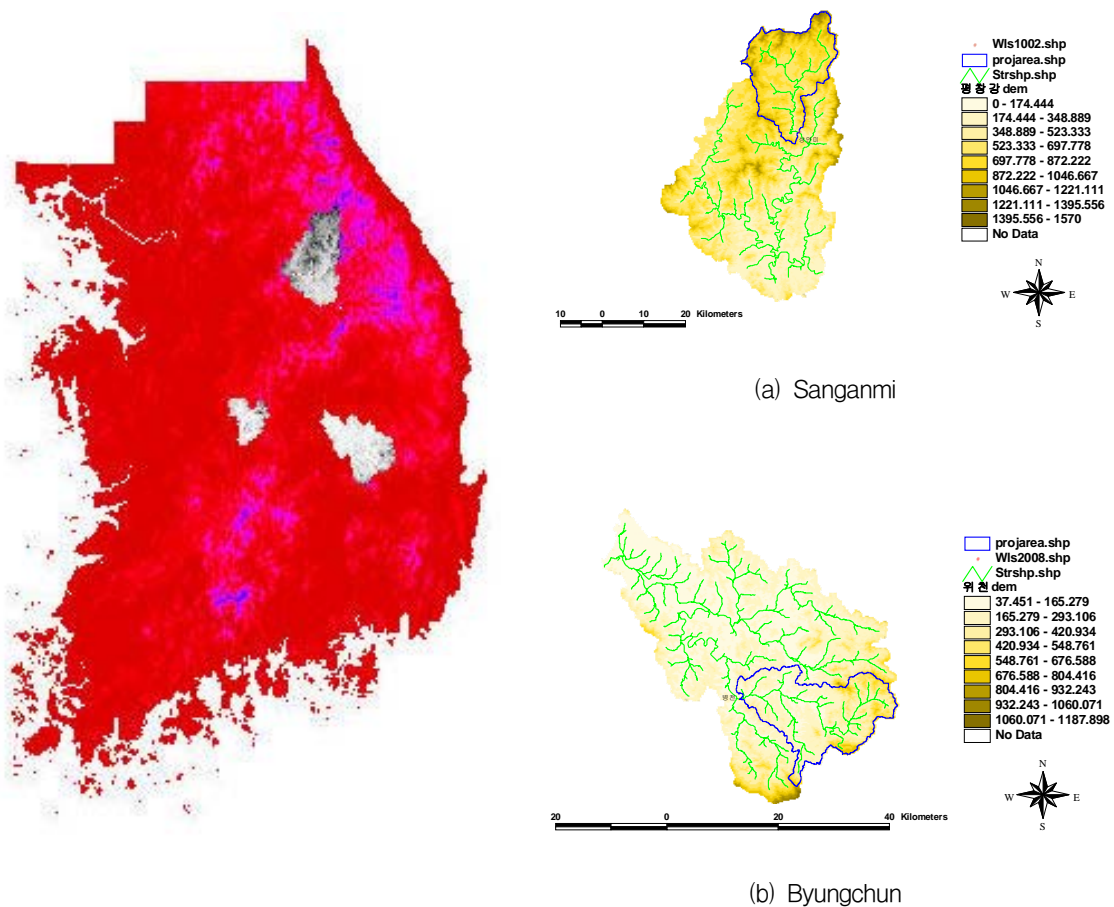 Wls1002.shp
projarea.shp
Strshp.shp
평창강 dem
0 - 174.444
174.444 - 348.889
348.889 - 523.333
523.333 - 697.778
697.778 - 872.222
872.222 - 1046.667
1046.667 - 1221.111
1221.111 - 1395.556
1395.556 - 1570
No Data
N
W E
S
10 0 10 20 Kilometers
(a) Sanganmi
projarea.shp
Wls2008.shp
Strshp.shp
위천 dem
37.451 - 165.279
165.279 - 293.106
293.106 - 420.934
420.934 - 548.761
548.761 - 676.588
676.588 - 804.416
804.416 - 932.243
932.243 - 1060.071
1060.071 - 1187.898
No Data
N
W E
S
20 0 20 40 Kilometers
(b) Byungchun